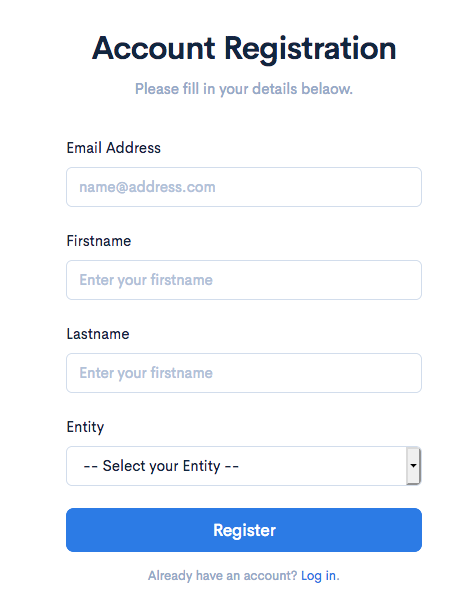 Account Registration
Please fill in your details belaow.
Email Address
name@address.com
Firstname
Enter your firstname
Lastname
Enter your firstname
Entity
-- Select your Entity --
Register
Already have an account? Log in.